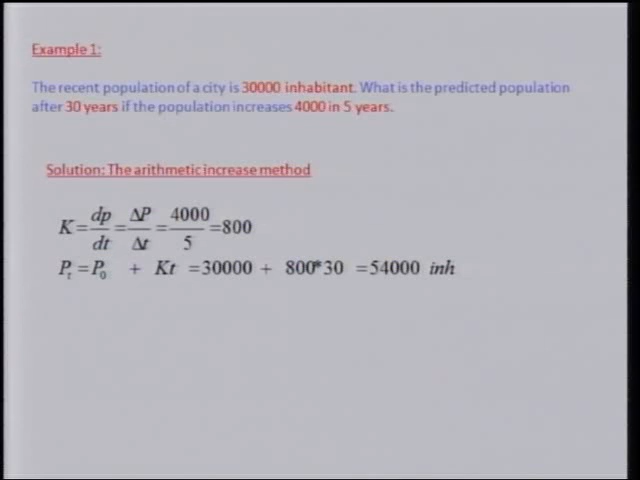 Example 1:
The recent population of a city is 30000 inhabitant. What is the predicted population
after 30 years if the population increases 4000 in 5 years.
Solution: The arithmetic increase method
K = dp/dt = ΔP/Δt = 4000/5 = 800
Pt = P0 + Kt = 30000 + 800*30 = 54000 inh